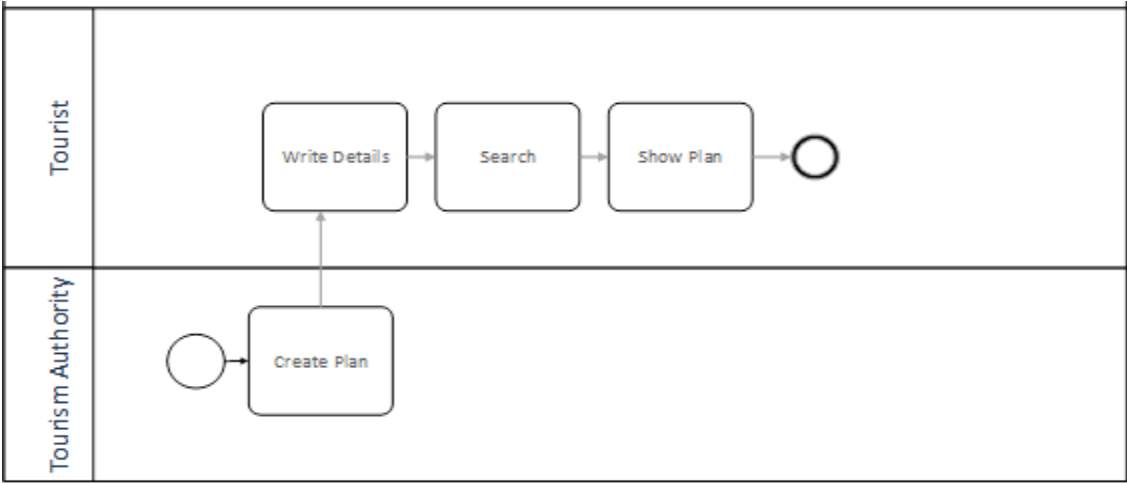 Tourist
Write Details
Search
Show Plan
Tourism Authority
Create Plan